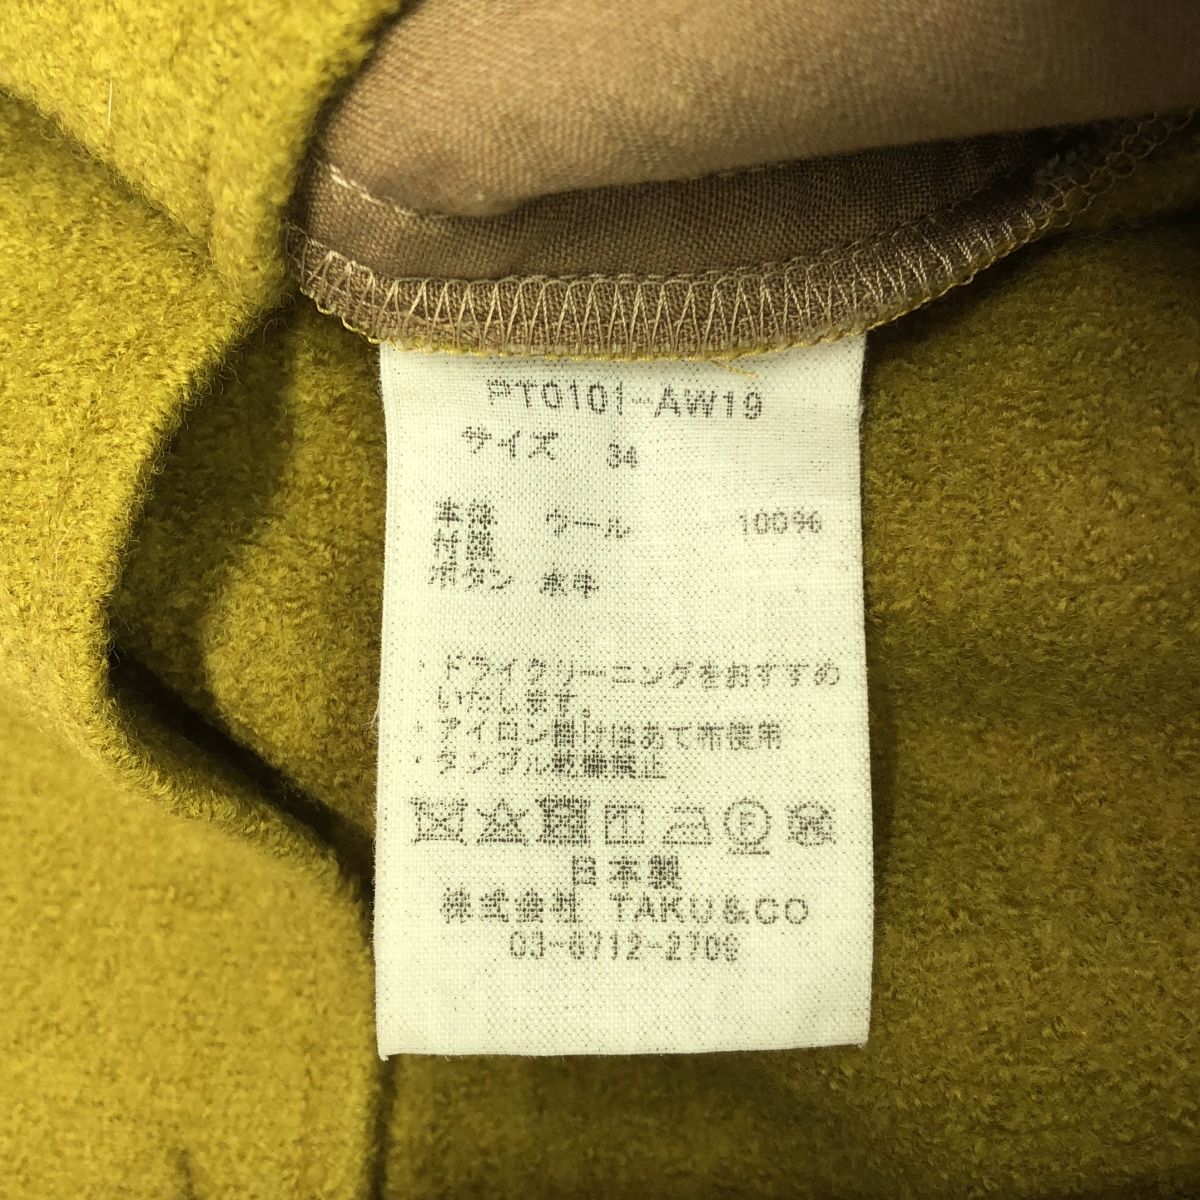 PT0101-AW19
サイズ 34
本体 ウール 100%
付属
ボタン 水牛
・ドライクリーニングをおすすめ
いたします。
・アイロン掛けはあて布使用
・タンブル乾燥禁止
P
日本製
株式会社 TAKU&CO
03-6712-2709